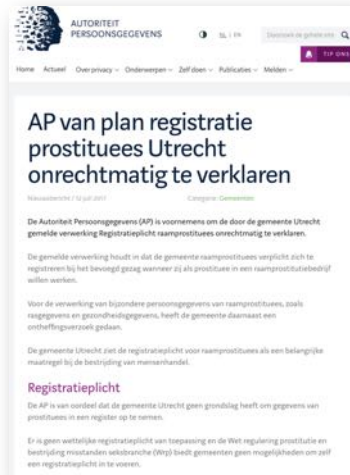 AUTORITEIT
PERSOONSGEGEVENS
NL | EN
Doorzoek de gehele site
TIP ONS
Home Actueel Over privacy Onderwerpen Zelf doen Publicaties Melden
AP van plan registratie
prostituees Utrecht
onrechtmatig te verklaren
Nieuwsbericht / 12 juli 2017 Categorie: Gemeenten
De Autoriteit Persoonsgegevens (AP) is voornemens om de door de gemeente Utrecht
gemelde verwerking Registratieplicht raamprostituees onrechtmatig te verklaren.
De gemelde verwerking houdt in dat de gemeente raamprostituees verplicht zich te
registreren bij het bevoegd gezag wanneer zij als prostituee in een raamprostitutiebedrijf
willen werken.
Voor de verwerking van bijzondere persoonsgegevens van raamprostituees, zoals
rasgegevens en gezondheidsgegevens, heeft de gemeente daarnaast een
ontheffingsverzoek gedaan.
De gemeente Utrecht ziet de registratieplicht voor raamprostituees als een belangrijke
maatregel bij de bestrijding van mensenhandel.
Registratieplicht
De AP is van oordeel dat de gemeente Utrecht geen grondslag heeft om gegevens van
prostituees in een register op te nemen.
Er is geen wettelijke registratieplicht van toepassing en de Wet regulering prostitutie en
bestrijding misstanden seksbranche (Wrp) biedt gemeenten geen mogelijkheden om zelf
een registratieplicht in te voeren.